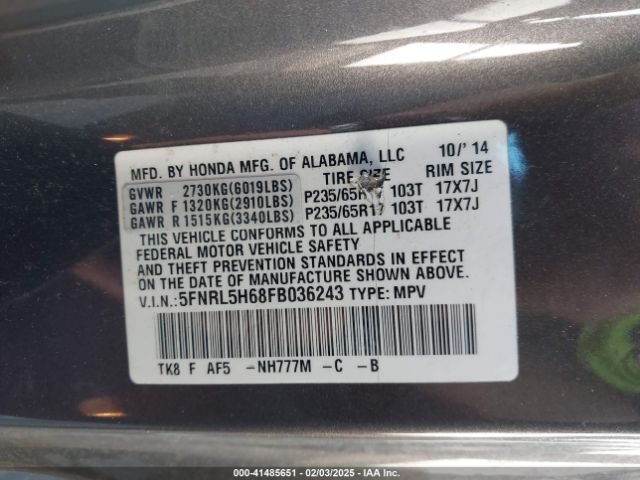 MFD. BY HONDA MFG. OF ALABAMA, LLC 10/'14
TIRE SIZE RIM SIZE
GVWR 2730KG(6019LBS)
GAWR F 1320KG(2910LBS) P235/65R 103T 17X7J
GAWR R 1515KG(3340LBS) P235/65R17 103T 17X7J
THIS VEHICLE CONFORMS TO ALL APPLICABLE
FEDERAL MOTOR VEHICLE SAFETY
AND THEFT PREVENTION STANDARDS IN EFFECT
ON THE DATE OF MANUFACTURE SHOWN ABOVE.
V.I.N.:5FNRL5H68FB036243 TYPE: MPV
TK8 F AF5 -NH777M -C -B
000-41485651 - 02/03/2025 - IAA Inc.